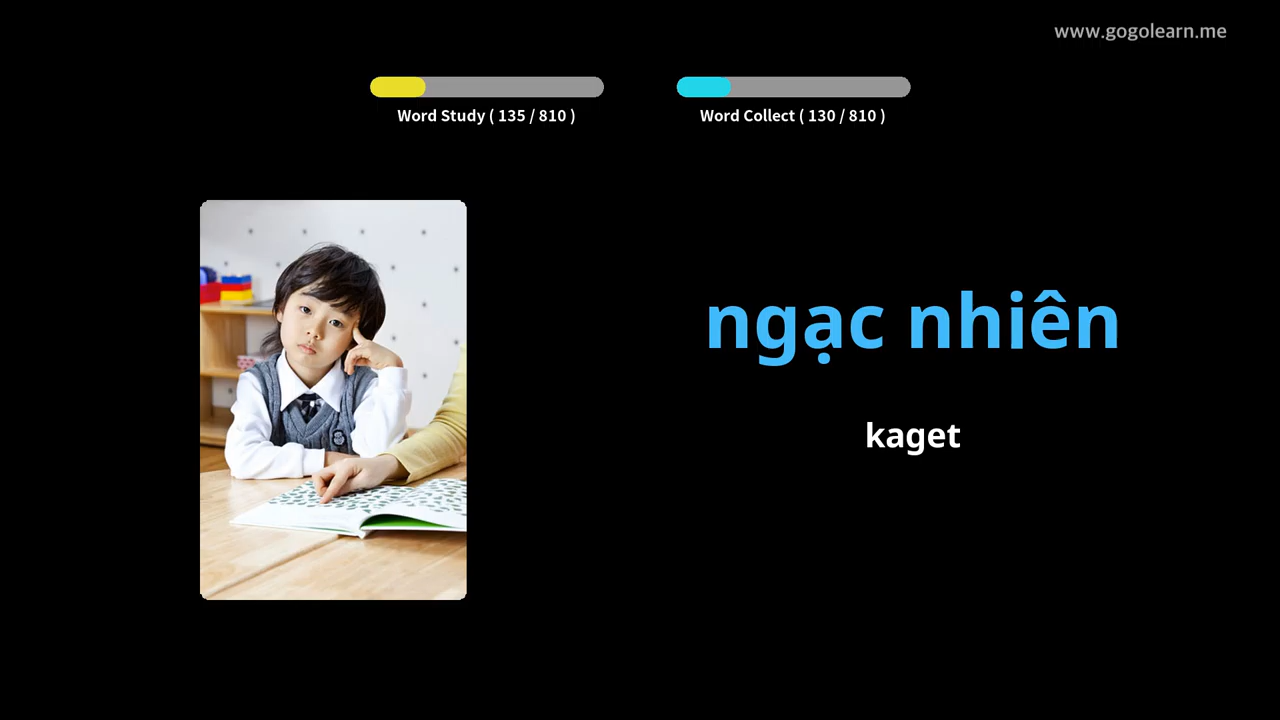 www.gogolearn.me
Word Study ( 135 / 810 )
Word Collect ( 130 / 810 )
ngạc nhiên
kaget